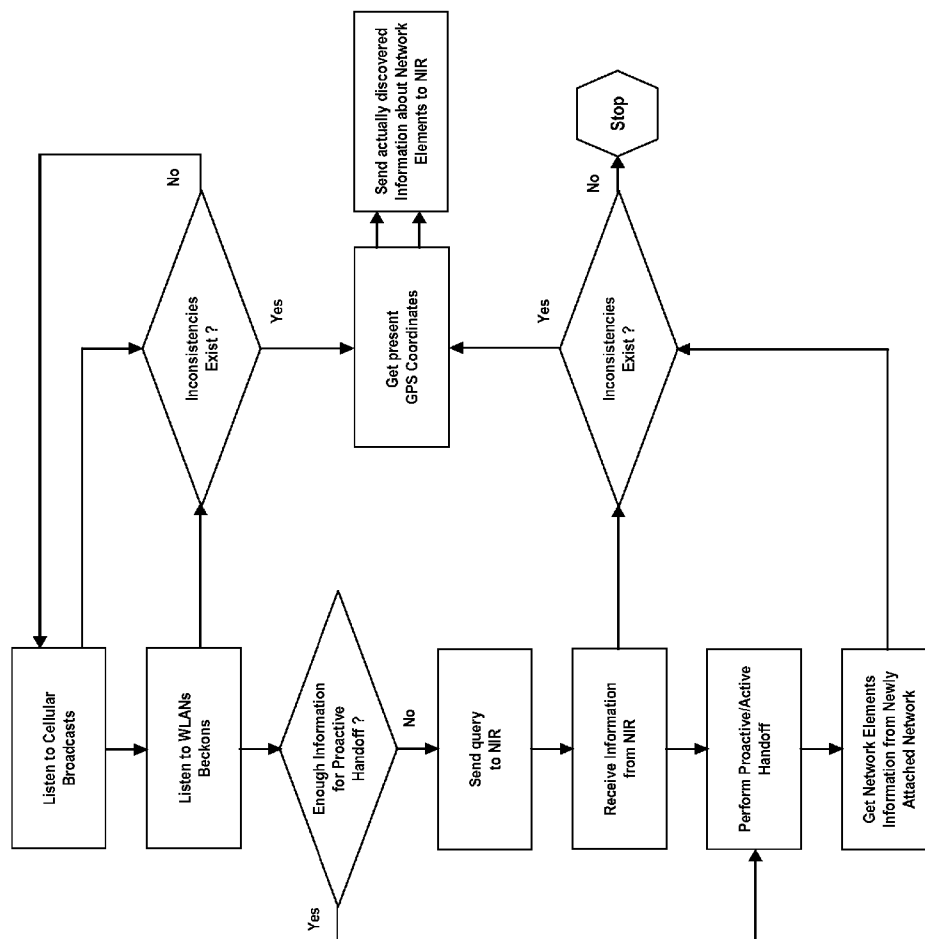 Listen to Cellular
Broadcasts
Listen to WLANs
Beckons
Enough Information
for Proactive
Handoff ?
Yes
No
Send query
to NIR
Receive Information
from NIR
Perform Proactive/Active
Handoff
Get Network Elements
Information from Newly
Attached Network
Inconsistencies
Exist ?
No
Yes
Get present
GPS Coordinates
Send actually discovered
Information about Network
Elements to NIR
Inconsistencies
Exist ?
Yes
No
Stop